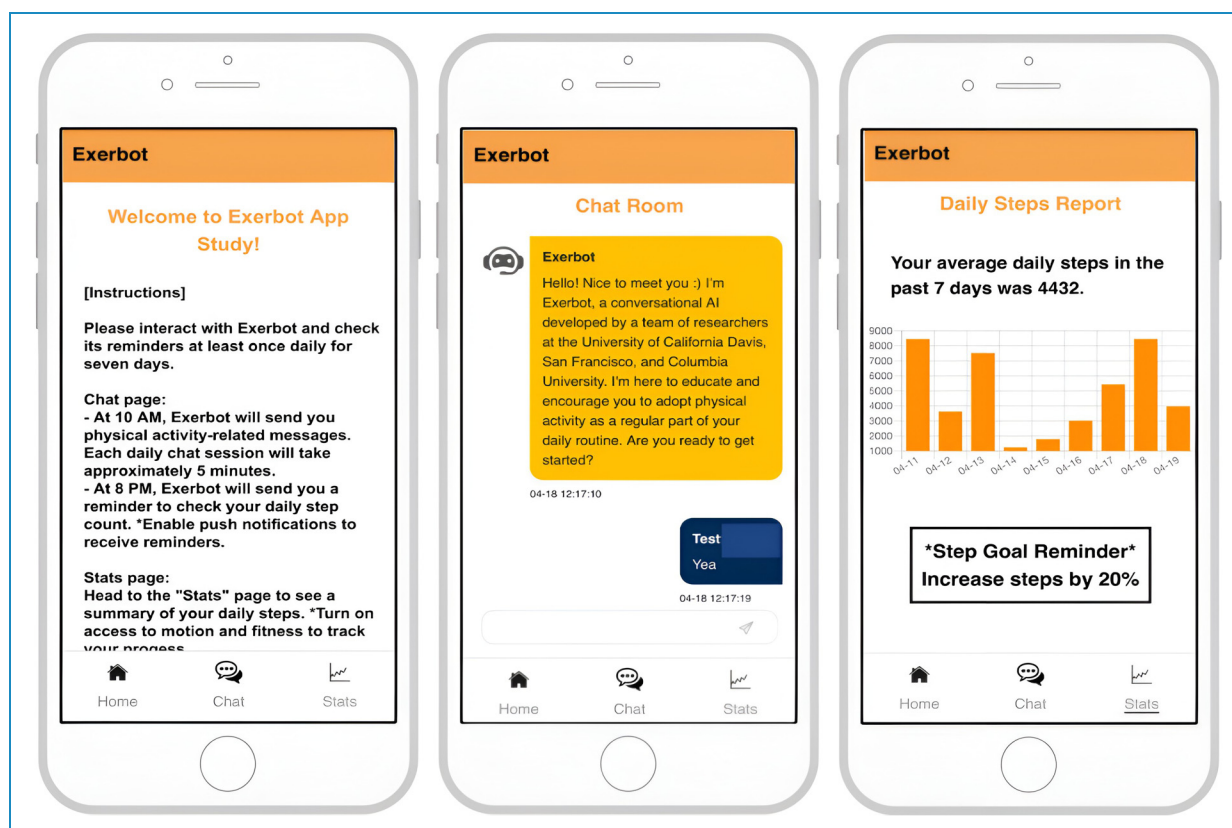 Exerbot
Welcome to Exerbot App
Study!
[Instructions]
Please interact with Exerbot and check
its reminders at least once daily for
seven days.
Chat page:
- At 10 AM, Exerbot will send you
physical activity-related messages.
Each daily chat session will take
approximately 5 minutes.
- At 8 PM, Exerbot will send you a
reminder to check your daily step
count. *Enable push notifications to
receive reminders.
Stats page:
Head to the "Stats" page to see a
summary of your daily steps. *Turn on
access to motion and fitness to track
your progess
Home
Chat
Stats
Exerbot
Chat Room
Exerbot
Hello! Nice to meet you :) I'm
Exerbot, a conversational AI
developed by a team of researchers
at the University of California Davis,
San Francisco, and Columbia
University. I'm here to educate and
encourage you to adopt physical
activity as a regular part of your
daily routine. Are you ready to get
started?
04-18 12:17:10
Test
Yea
04-18 12:17:19
Home
Chat
Stats
Exerbot
Daily Steps Report
Your average daily steps in the
past 7 days was 4432.
9000
8000
7000
6000
5000
4000
3000
2000
1000
04-11
04-12
04-13
04-14
04-15
04-16
04-17
04-18
04-19
*Step Goal Reminder*
Increase steps by 20%
Home
Chat
Stats